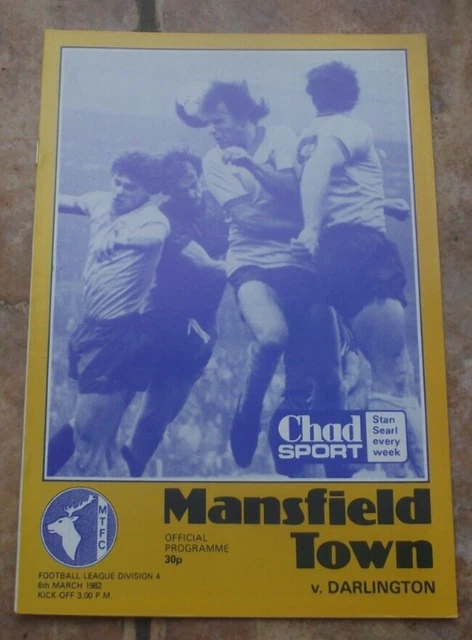 Chad
SPORT
Stan
Searl
every
week
Mansfield
Town
OFFICIAL
PROGRAMME
30p
v. DARLINGTON
MTFC
FOOTBALL LEAGUE DIVISION 4
6th MARCH 1982
KICK-OFF 3.00 P.M.